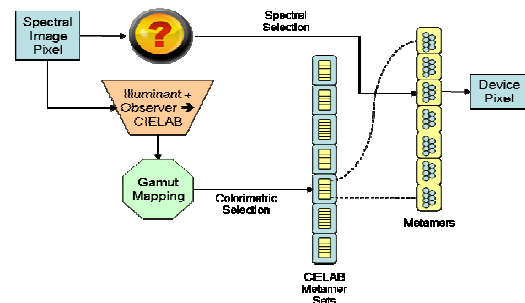 Spectral
Image
Pixel
?
Spectral
Selection
Illuminant +
Observer ➔
CIELAB
Device
Pixel
Gamut
Mapping
Colorimetric
Selection
Metamers
CIELAB
Metamer
Sets